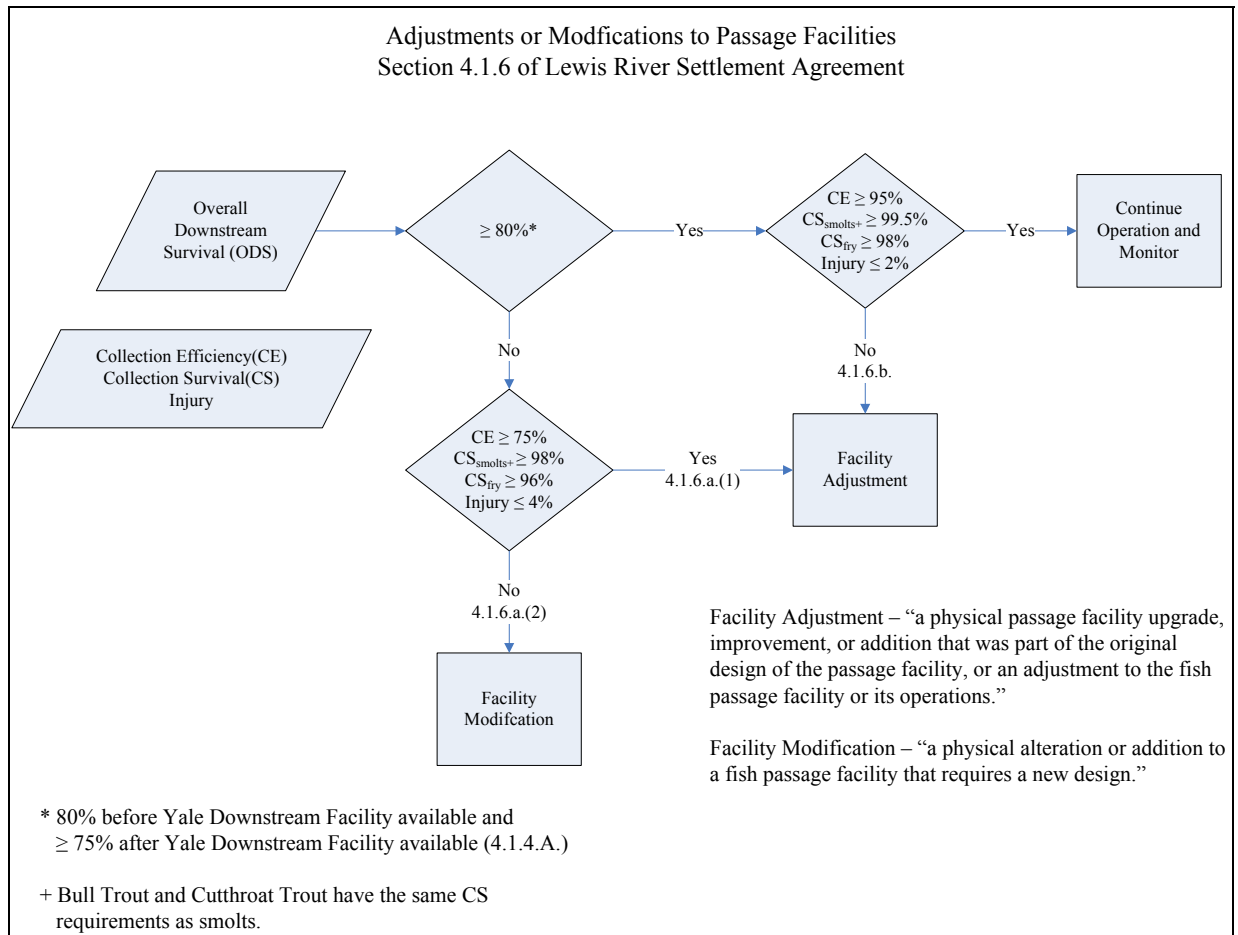 Adjustments or Modfications to Passage Facilities
Section 4.1.6 of Lewis River Settlement Agreement
Overall
Downstream
Survival (ODS)
≥ 80%*
Yes
CE ≥ 95%
CSsmolts+ ≥ 99.5%
CSfry ≥ 98%
Injury ≤ 2%
Yes
Continue
Operation and
Monitor
Collection Efficiency(CE)
Collection Survival(CS)
Injury
No
No
4.1.6.b.
CE ≥ 75%
CSsmolts+ ≥ 98%
CSfry ≥ 96%
Injury ≤ 4%
Yes
4.1.6.a.(1)
Facility
Adjustment
No
4.1.6.a.(2)
Facility
Modifcation
Facility Adjustment – “a physical passage facility upgrade,
improvement, or addition that was part of the original
design of the passage facility, or an adjustment to the fish
passage facility or its operations.”
Facility Modification – “a physical alteration or addition to
a fish passage facility that requires a new design.”
* 80% before Yale Downstream Facility available and
≥ 75% after Yale Downstream Facility available (4.1.4.A.)
+ Bull Trout and Cutthroat Trout have the same CS
requirements as smolts.